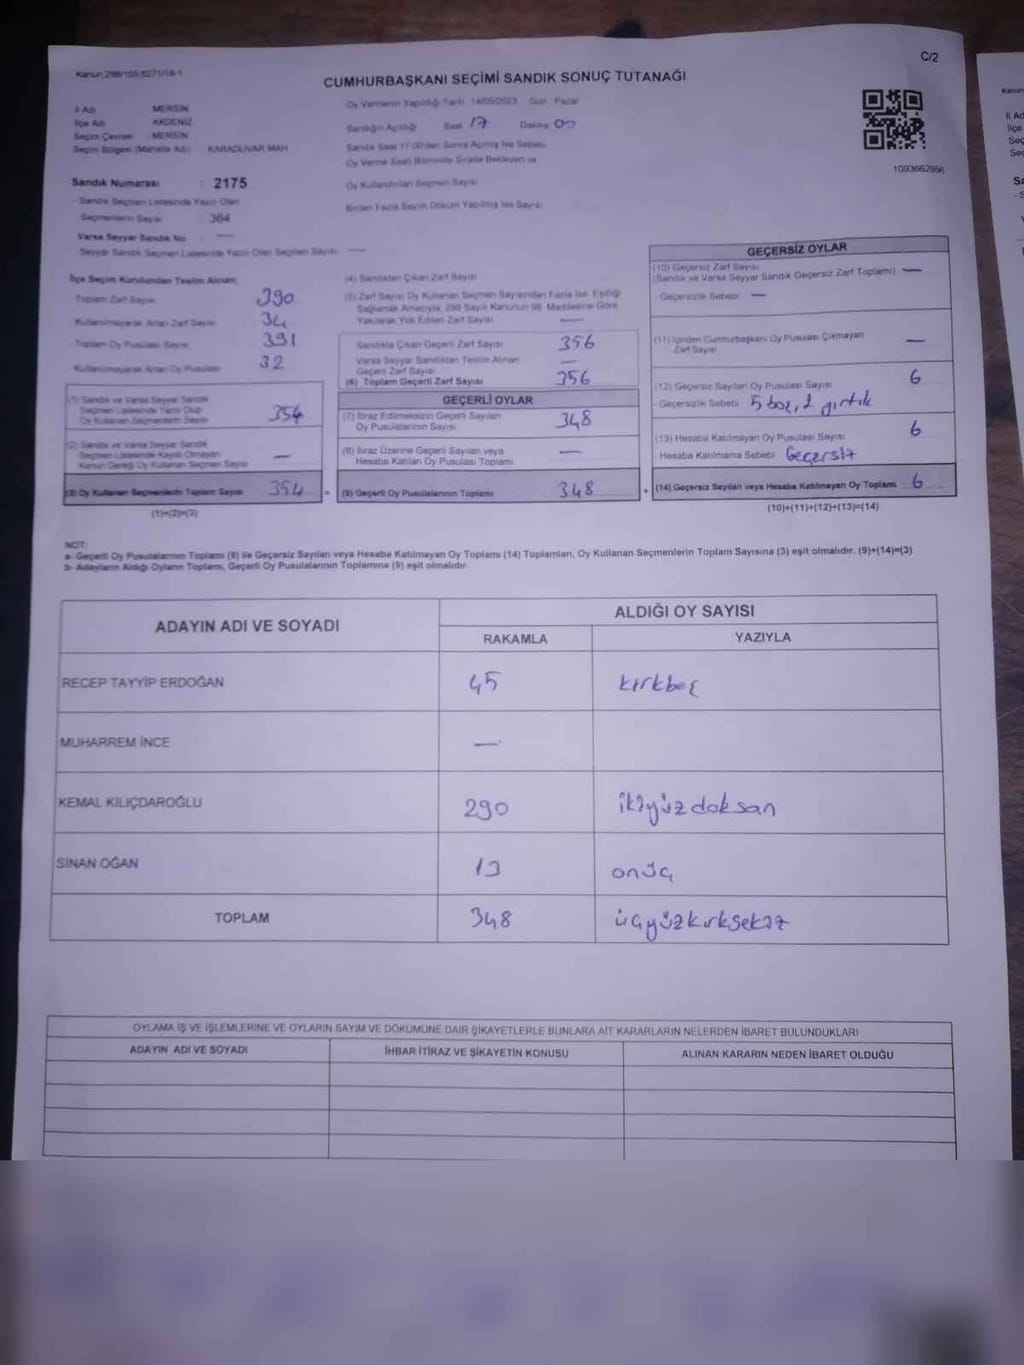 Kanun 298/105;6271/18-1
C/2
CUMHURBAŞKANI SEÇİMİ SANDIK SONUÇ TUTANAĞI
İl Adı MERSİN
İlçe Adı AKDENİZ
Seçim Çevresi : MERSİN
Seçim Bölgesi (Mahalle Adı) KARADUVAR MAH.
Sandık Numarası : 2175
- Sandık Seçmen Listesinde Yazılı Olan
Seçmenlerin Sayısı 364
Varsa Seyyar Sandık No —
- Seyyar Sandık Seçmen Listesinde Yazılı Olan Seçmen Sayısı —
Oy Vermenin Yapıldığı Tarih 14/05/2023 Gün Pazar
Sandığın Açıldığı Saat 17 Dakika 00
Sandık Saat 17.00'den Sonra Açılmış İse Sebebi
Oy Verme Saati Bitiminde Sırada Bekleyen ve
Oy Kullandırılan Seçmen Sayısı
Birden Fazla Sayım Döküm Yapılmış İse Sayısı
1093662956
İlçe Seçim Kurulundan Teslim Alınan;
Toplam Zarf Sayısı 390
- Kullanılmayarak Artan Zarf Sayısı 34
- Toplam Oy Pusulası Sayısı 391
- Kullanılmayarak Artan Oy Pusulası 32
(1) Sandık ve Varsa Seyyar Sandık
Seçmen Listesinde Yazılı Olup
Oy Kullanan Seçmenlerin Sayısı 354
(2) Sandık ve Varsa Seyyar Sandık
Seçmen Listesinde Kayıtlı Olmayan
Kanun Gereği Oy Kullanan Seçmen Sayısı —
(3) Oy Kullanan Seçmenlerin Toplam Sayısı 354
(1)+(2)=(3)
(4) Sandıktan Çıkan Zarf Sayısı
(5) Zarf Sayısı Oy Kullanan Seçmen Sayısından Fazla İse, Eşitliği
Sağlamak Amacıyla, 298 Sayılı Kanunun 98. Maddesine Göre
Yakılarak Yok Edilen Zarf Sayısı —
Sandıkta Çıkan Geçerli Zarf Sayısı 356
Varsa Seyyar Sandıktan Teslim Alınan
Geçerli Zarf Sayısı —
(6) Toplam Geçerli Zarf Sayısı 356
GEÇERLİ OYLAR
(7) İtiraz Edilmeksizin Geçerli Sayılan
Oy Pusulalarının Sayısı 348
(8) İtiraz Üzerine Geçerli Sayılan veya
Hesaba Katılan Oy Pusulası Toplamı —
(9) Geçerli Oy Pusulalarının Toplamı 348
GEÇERSİZ OYLAR
(10) Geçersiz Zarf Sayısı
(Sandık ve Varsa Seyyar Sandık Geçersiz Zarf Toplamı) —
- Geçersizlik Sebebi —
(11) İçinden Cumhurbaşkanı Oy Pusulası Çıkmayan
Zarf Sayısı —
(12) Geçersiz Sayılan Oy Pusulası Sayısı 6
- Geçersizlik Sebebi 5 boz, 1 yırtık
(13) Hesaba Katılmayan Oy Pusulası Sayısı 6
- Hesaba Katılmama Sebebi Geçersiz
(14) Geçersiz Sayılan veya Hesaba Katılmayan Oy Toplamı 6
(10)+(11)+(12)+(13)=(14)
NOT:
a- Geçerli Oy Pusulalarının Toplamı (9) ile Geçersiz Sayılan veya Hesaba Katılmayan Oy Toplamı (14) Toplamları, Oy Kullanan Seçmenlerin Toplam Sayısına (3) eşit olmalıdır. (9)+(14)=(3)
b- Adayların Aldığı Oyların Toplamı, Geçerli Oy Pusulalarının Toplamına (9) eşit olmalıdır.
ADAYIN ADI VE SOYADI ALDIĞI OY SAYISI
RAKAMLA YAZIYLA
RECEP TAYYİP ERDOĞAN 45 kırkbeş
MUHARREM İNCE —
KEMAL KILIÇDAROĞLU 290 ikiyüzdoksan
SİNAN OĞAN 13 onüç
TOPLAM 348 üçyüzkırksekiz
OYLAMA İŞ VE İŞLEMLERİNE VE OYLARIN SAYIM VE DÖKÜMÜNE DAİR ŞİKAYETLERLE BUNLARA AİT KARARLARIN NELERDEN İBARET BULUNDUKLARI
ADAYIN ADI VE SOYADI İHBAR İTİRAZ VE ŞİKAYETİN KONUSU ALINAN KARARIN NEDEN İBARET OLDUĞU